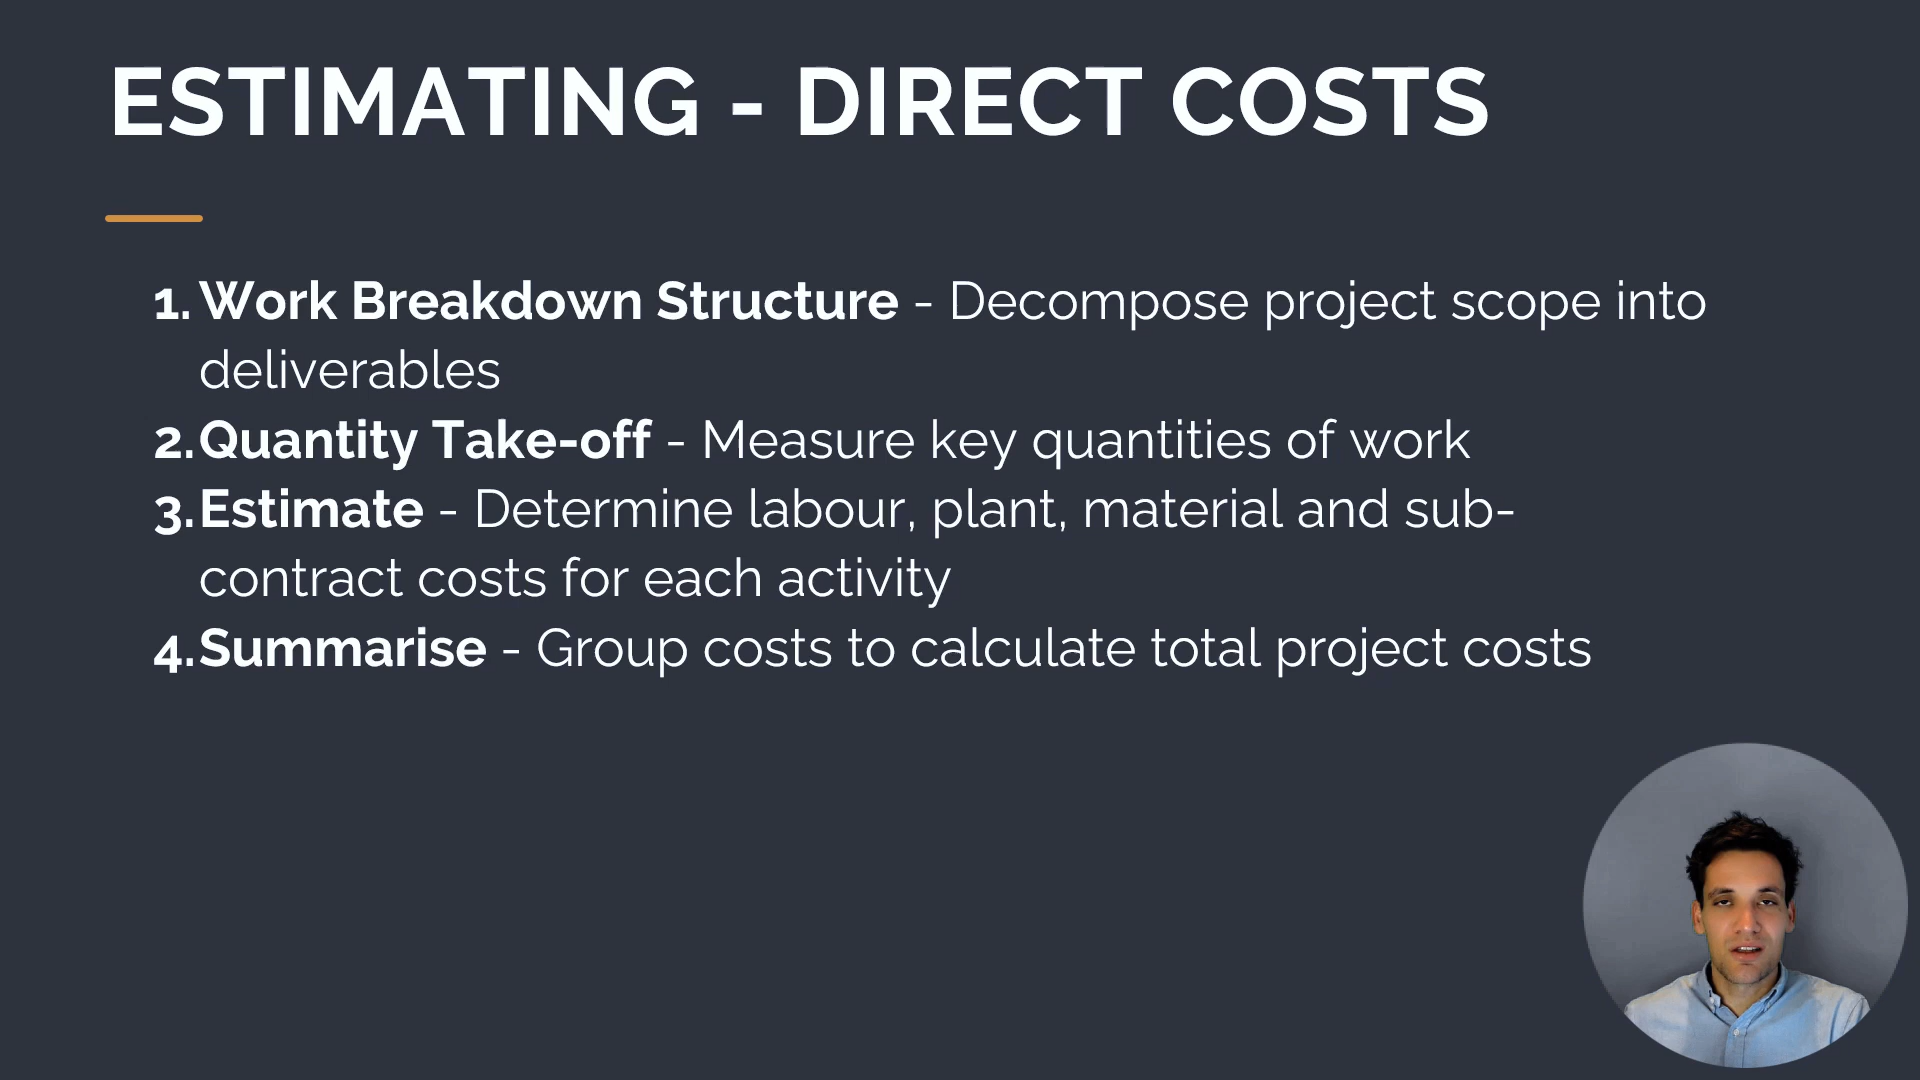 ESTIMATING - DIRECT COSTS
1. Work Breakdown Structure - Decompose project scope into
deliverables
2. Quantity Take-off - Measure key quantities of work
3. Estimate - Determine labour, plant, material and sub-
contract costs for each activity
4. Summarise - Group costs to calculate total project costs